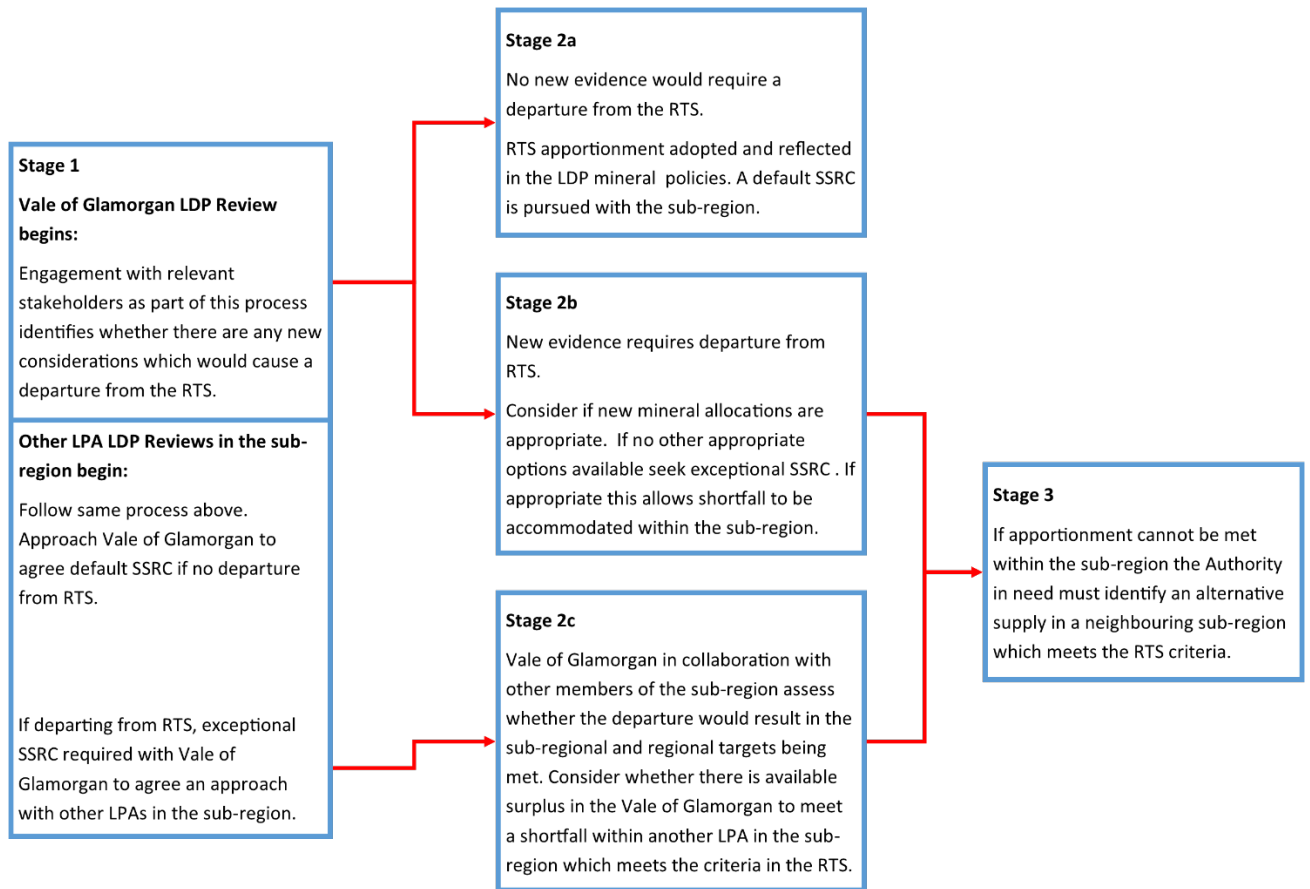 Stage 1
Vale of Glamorgan LDP Review
begins:
Engagement with relevant
stakeholders as part of this process
identifies whether there are any new
considerations which would cause a
departure from the RTS.
Other LPA LDP Reviews in the sub-
region begin:
Follow same process above.
Approach Vale of Glamorgan to
agree default SSRC if no departure
from RTS.
If departing from RTS, exceptional
SSRC required with Vale of
Glamorgan to agree an approach
with other LPAs in the sub-region.
Stage 2a
No new evidence would require a
departure from the RTS.
RTS apportionment adopted and reflected
in the LDP mineral  policies. A default SSRC
is pursued with the sub-region.
Stage 2b
New evidence requires departure from
RTS.
Consider if new mineral allocations are
appropriate.  If no other appropriate
options available seek exceptional SSRC . If
appropriate this allows shortfall to be
accommodated within the sub-region.
Stage 2c
Vale of Glamorgan in collaboration with
other members of the sub-region assess
whether the departure would result in the
sub-regional and regional targets being
met. Consider whether there is available
surplus in the Vale of Glamorgan to meet
a shortfall within another LPA in the sub-
region which meets the criteria in the RTS.
Stage 3
If apportionment cannot be met
within the sub-region the Authority
in need must identify an alternative
supply in a neighbouring sub-region
which meets the RTS criteria.